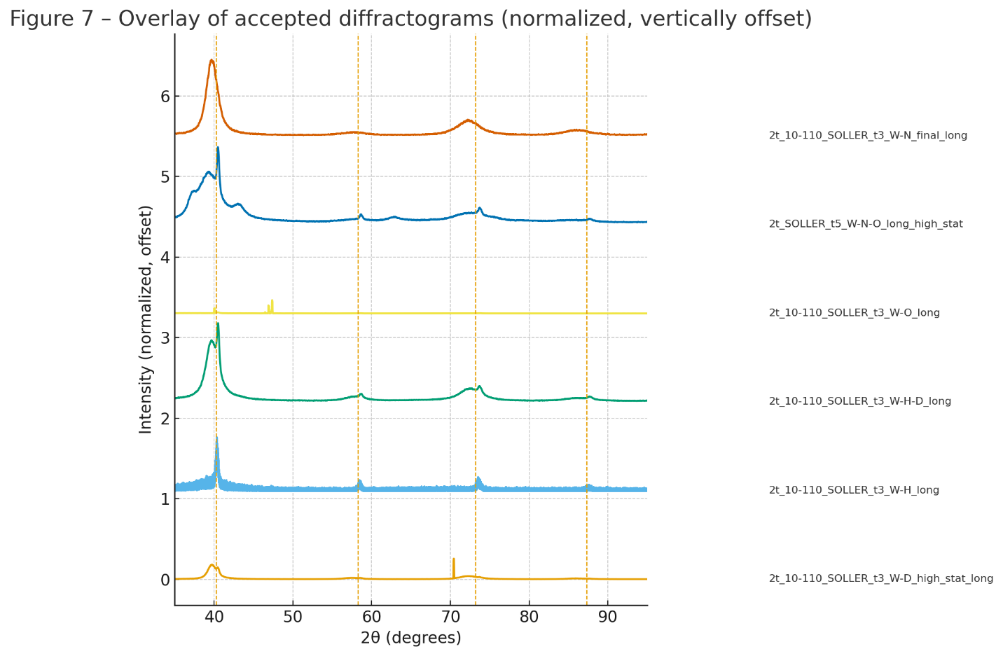 Figure 7 – Overlay of accepted diffractograms (normalized, vertically offset)
6
2t_10-110_SOLLER_t3_W-N_final_long
5
2t_SOLLER_t5_W-N-O_long_high_stat
4
2t_10-110_SOLLER_t3_W-O_long
3
Intensity (normalized, offset)
2t_10-110_SOLLER_t3_W-H-D_long
2
2t_10-110_SOLLER_t3_W-H_long
1
0
2t_10-110_SOLLER_t3_W-D_high_stat_long
40 50 60 70 80 90
2θ (degrees)